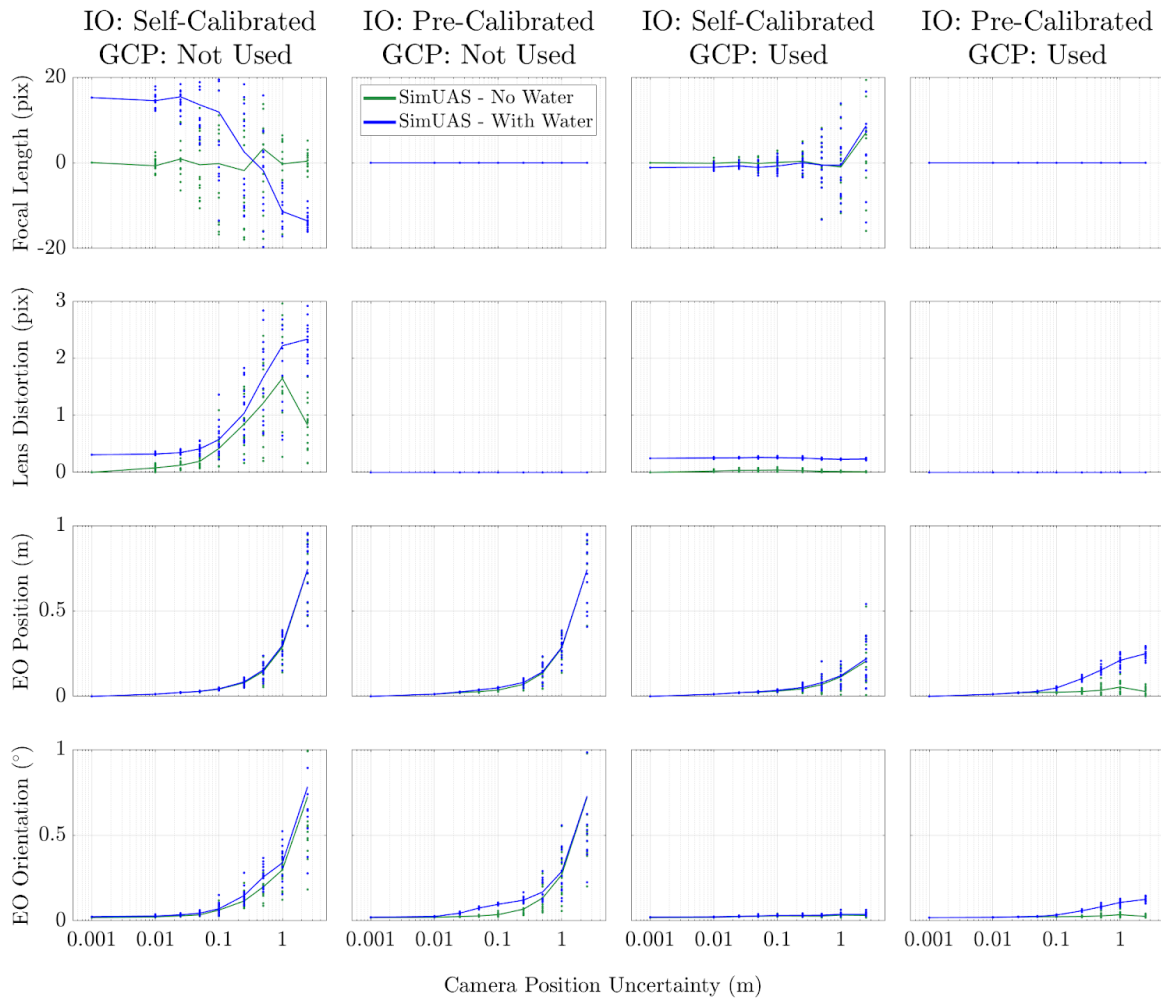 IO: Self-Calibrated IO: Pre-Calibrated IO: Self-Calibrated IO: Pre-Calibrated
GCP: Not Used GCP: Not Used GCP: Used GCP: Used
Focal Length (pix)
20
0
-20
SimUAS - No Water
SimUAS - With Water
Lens Distortion (pix)
3
2
1
0
EO Position (m)
1
0.5
0
EO Orientation (°)
1
0.5
0
0.001 0.01 0.1 1 0.001 0.01 0.1 1 0.001 0.01 0.1 1 0.001 0.01 0.1 1
Camera Position Uncertainty (m)